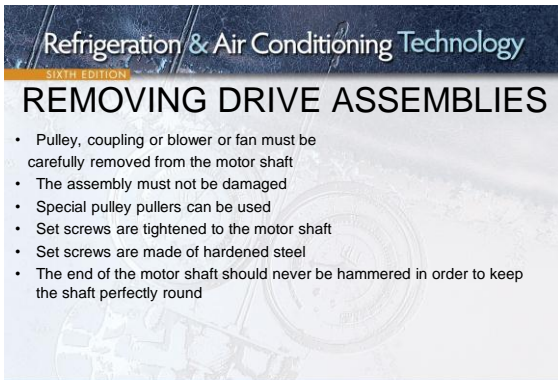 Refrigeration & Air Conditioning Technology
SIXTH EDITION
REMOVING DRIVE ASSEMBLIES
• Pulley, coupling or blower or fan must be
carefully removed from the motor shaft
• The assembly must not be damaged
• Special pulley pullers can be used
• Set screws are tightened to the motor shaft
• Set screws are made of hardened steel
• The end of the motor shaft should never be hammered in order to keep
the shaft perfectly round